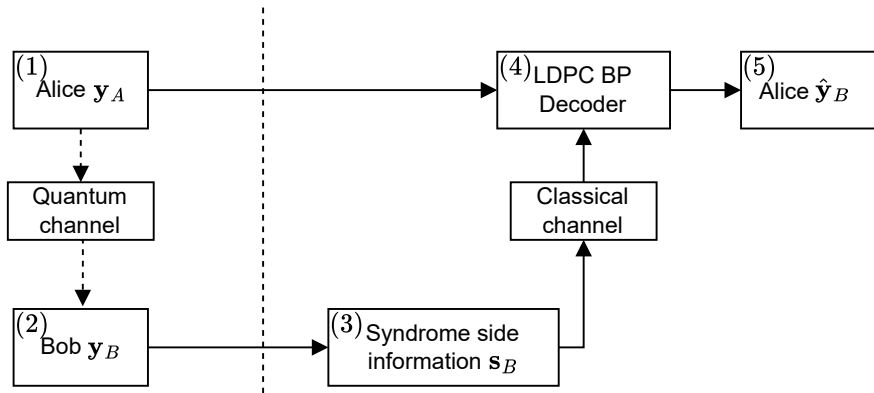 (1)
Alice y_A
Quantum
channel
(2)
Bob y_B
(3)
Syndrome side
information s_B
(4)
LDPC BP
Decoder
Classical
channel
(5)
Alice ŷ_B